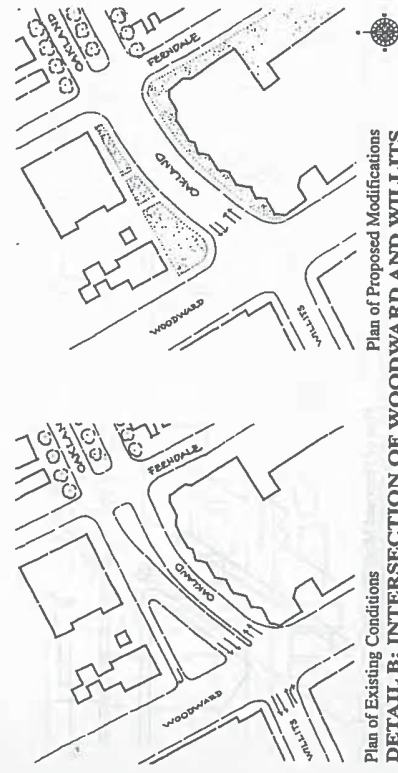 OAKLAN
FERNDALE
OAKLAND
WOODWARD
WILLITS
Plan of Existing Conditions
OAKLAND
FERNDALE
OAKLAND
WOODWARD
WILLITS
Plan of Proposed Modifications
DETAIL B: INTERSECTION OF WOODWARD AND WILLITS